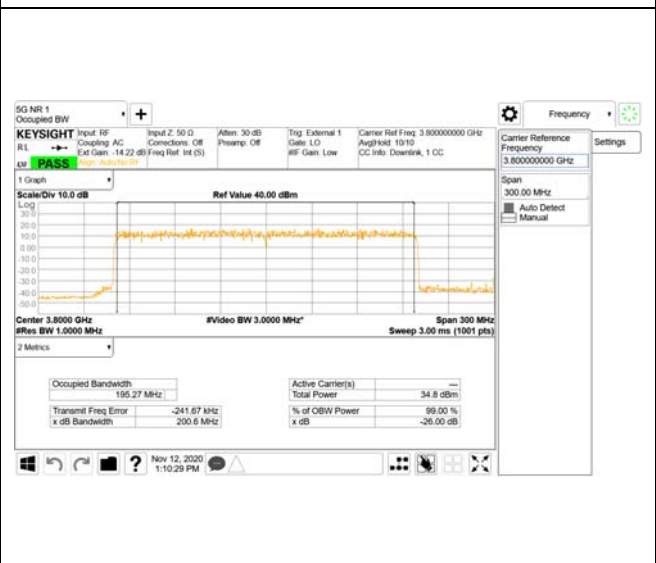 5G NR 1
Occupied BW
Frequency
KEYSIGHT Input: RF Input Z: 50 Ω Atten: 30 dB Trig: External 1 Carrier Ref Freq: 3.800000000 GHz
RL Coupling: AC Corrections: Off Preamp: Off Gate: LO Avg|Hold: 10/10
Ext Gain: -14.22 dB Freq Ref: Int (S) #IF Gain: Low CC Info: Downlink, 1 CC
PASS Align: Auto/No RF
Carrier Reference Frequency
3.800000000 GHz
Settings
Span
300.00 MHz
Auto Detect
Manual
1 Graph
Scale/Div 10.0 dB Ref Value 40.00 dBm
Log
30.0
20.0
10.0
0.00
-10.0
-20.0
-30.0
-40.0
-50.0
Center 3.8000 GHz #Video BW 3.0000 MHz* Span 300 MHz
#Res BW 1.0000 MHz Sweep 3.00 ms (1001 pts)
2 Metrics
Occupied Bandwidth
195.27 MHz
Active Carrier(s) ---
Total Power 34.8 dBm
Transmit Freq Error -241.67 kHz
x dB Bandwidth 200.6 MHz
% of OBW Power 99.00 %
x dB -26.00 dB
Nov 12, 2020
1:10:29 PM